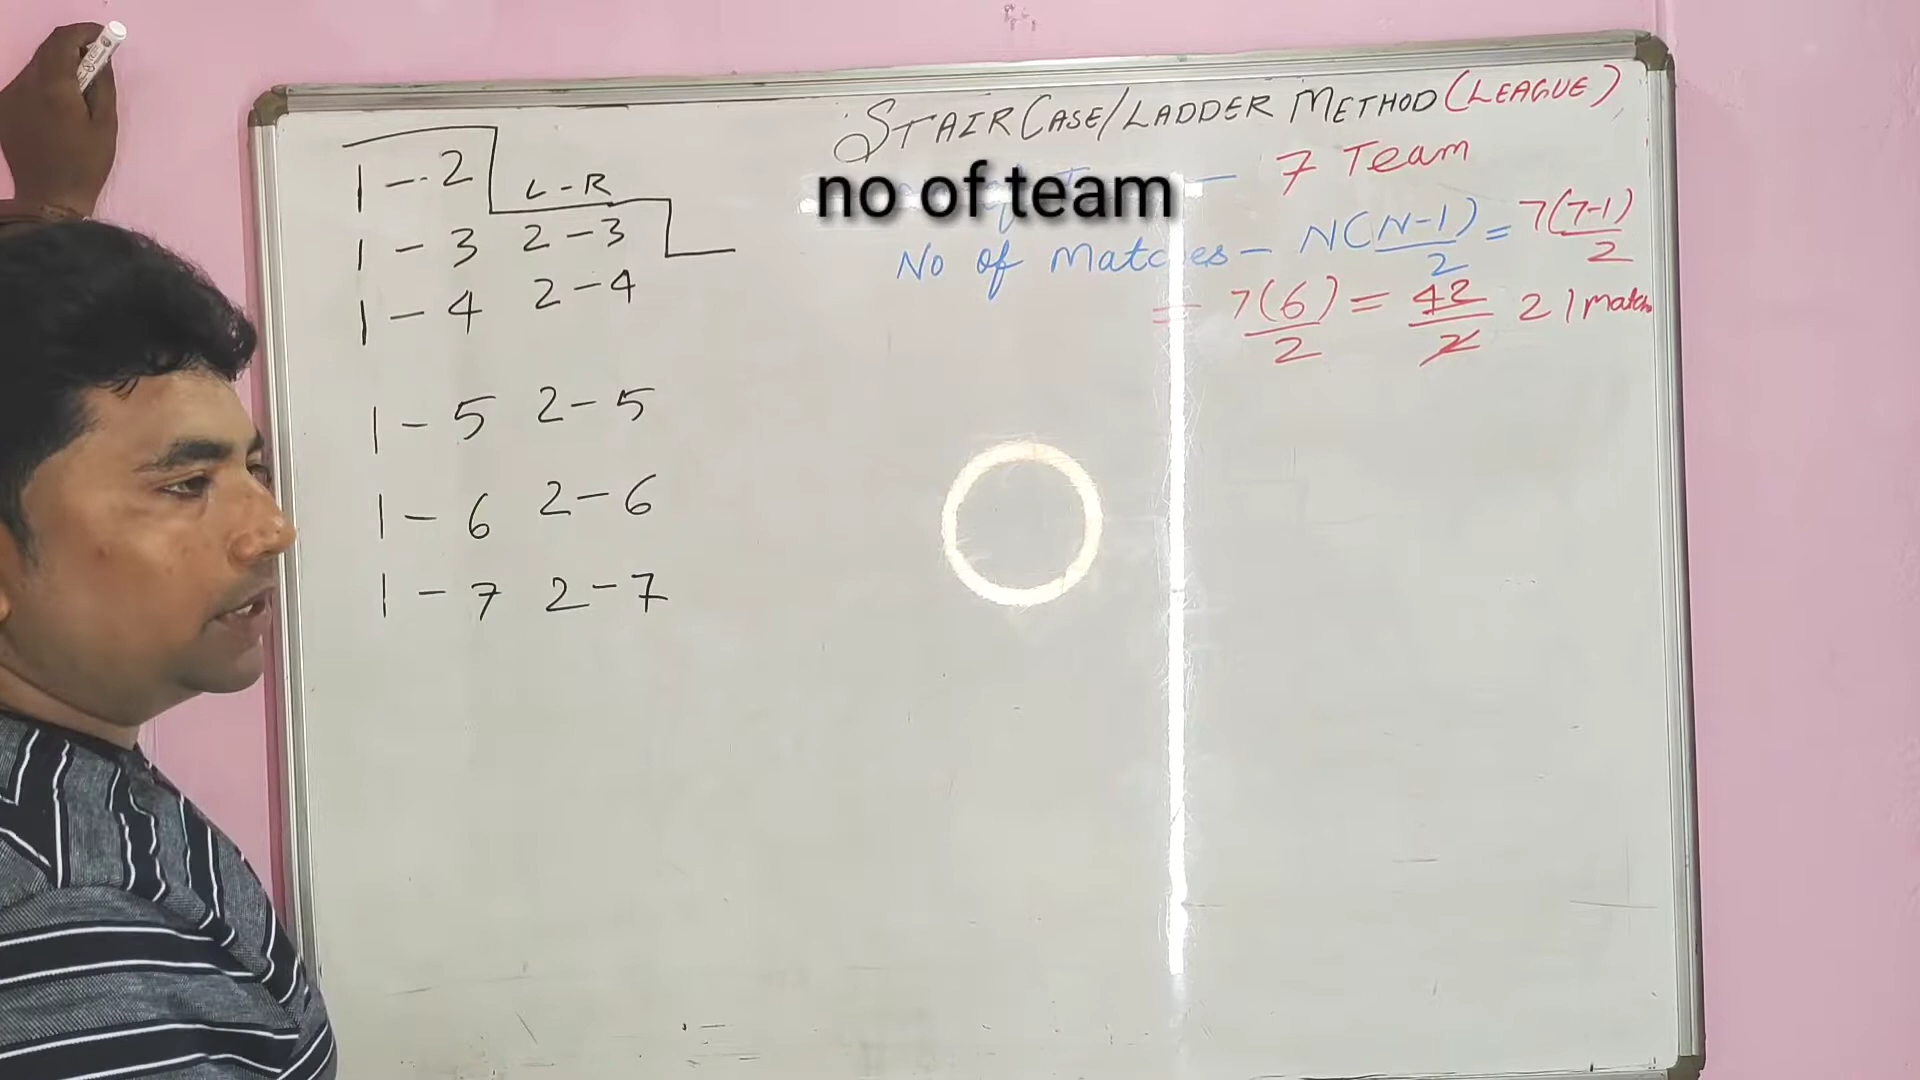 STAIR CASE/LADDER METHOD (LEAGUE)
no of team — 7 Team
No of Matches — N(N-1)/2 = 7(7-1)/2
= 7(6)/2 = 42/2 21 match
1 -- 2 L - R
1 - 3 2 - 3
1 - 4 2 - 4
1 - 5 2 - 5
1 - 6 2 - 6
1 - 7 2 - 7